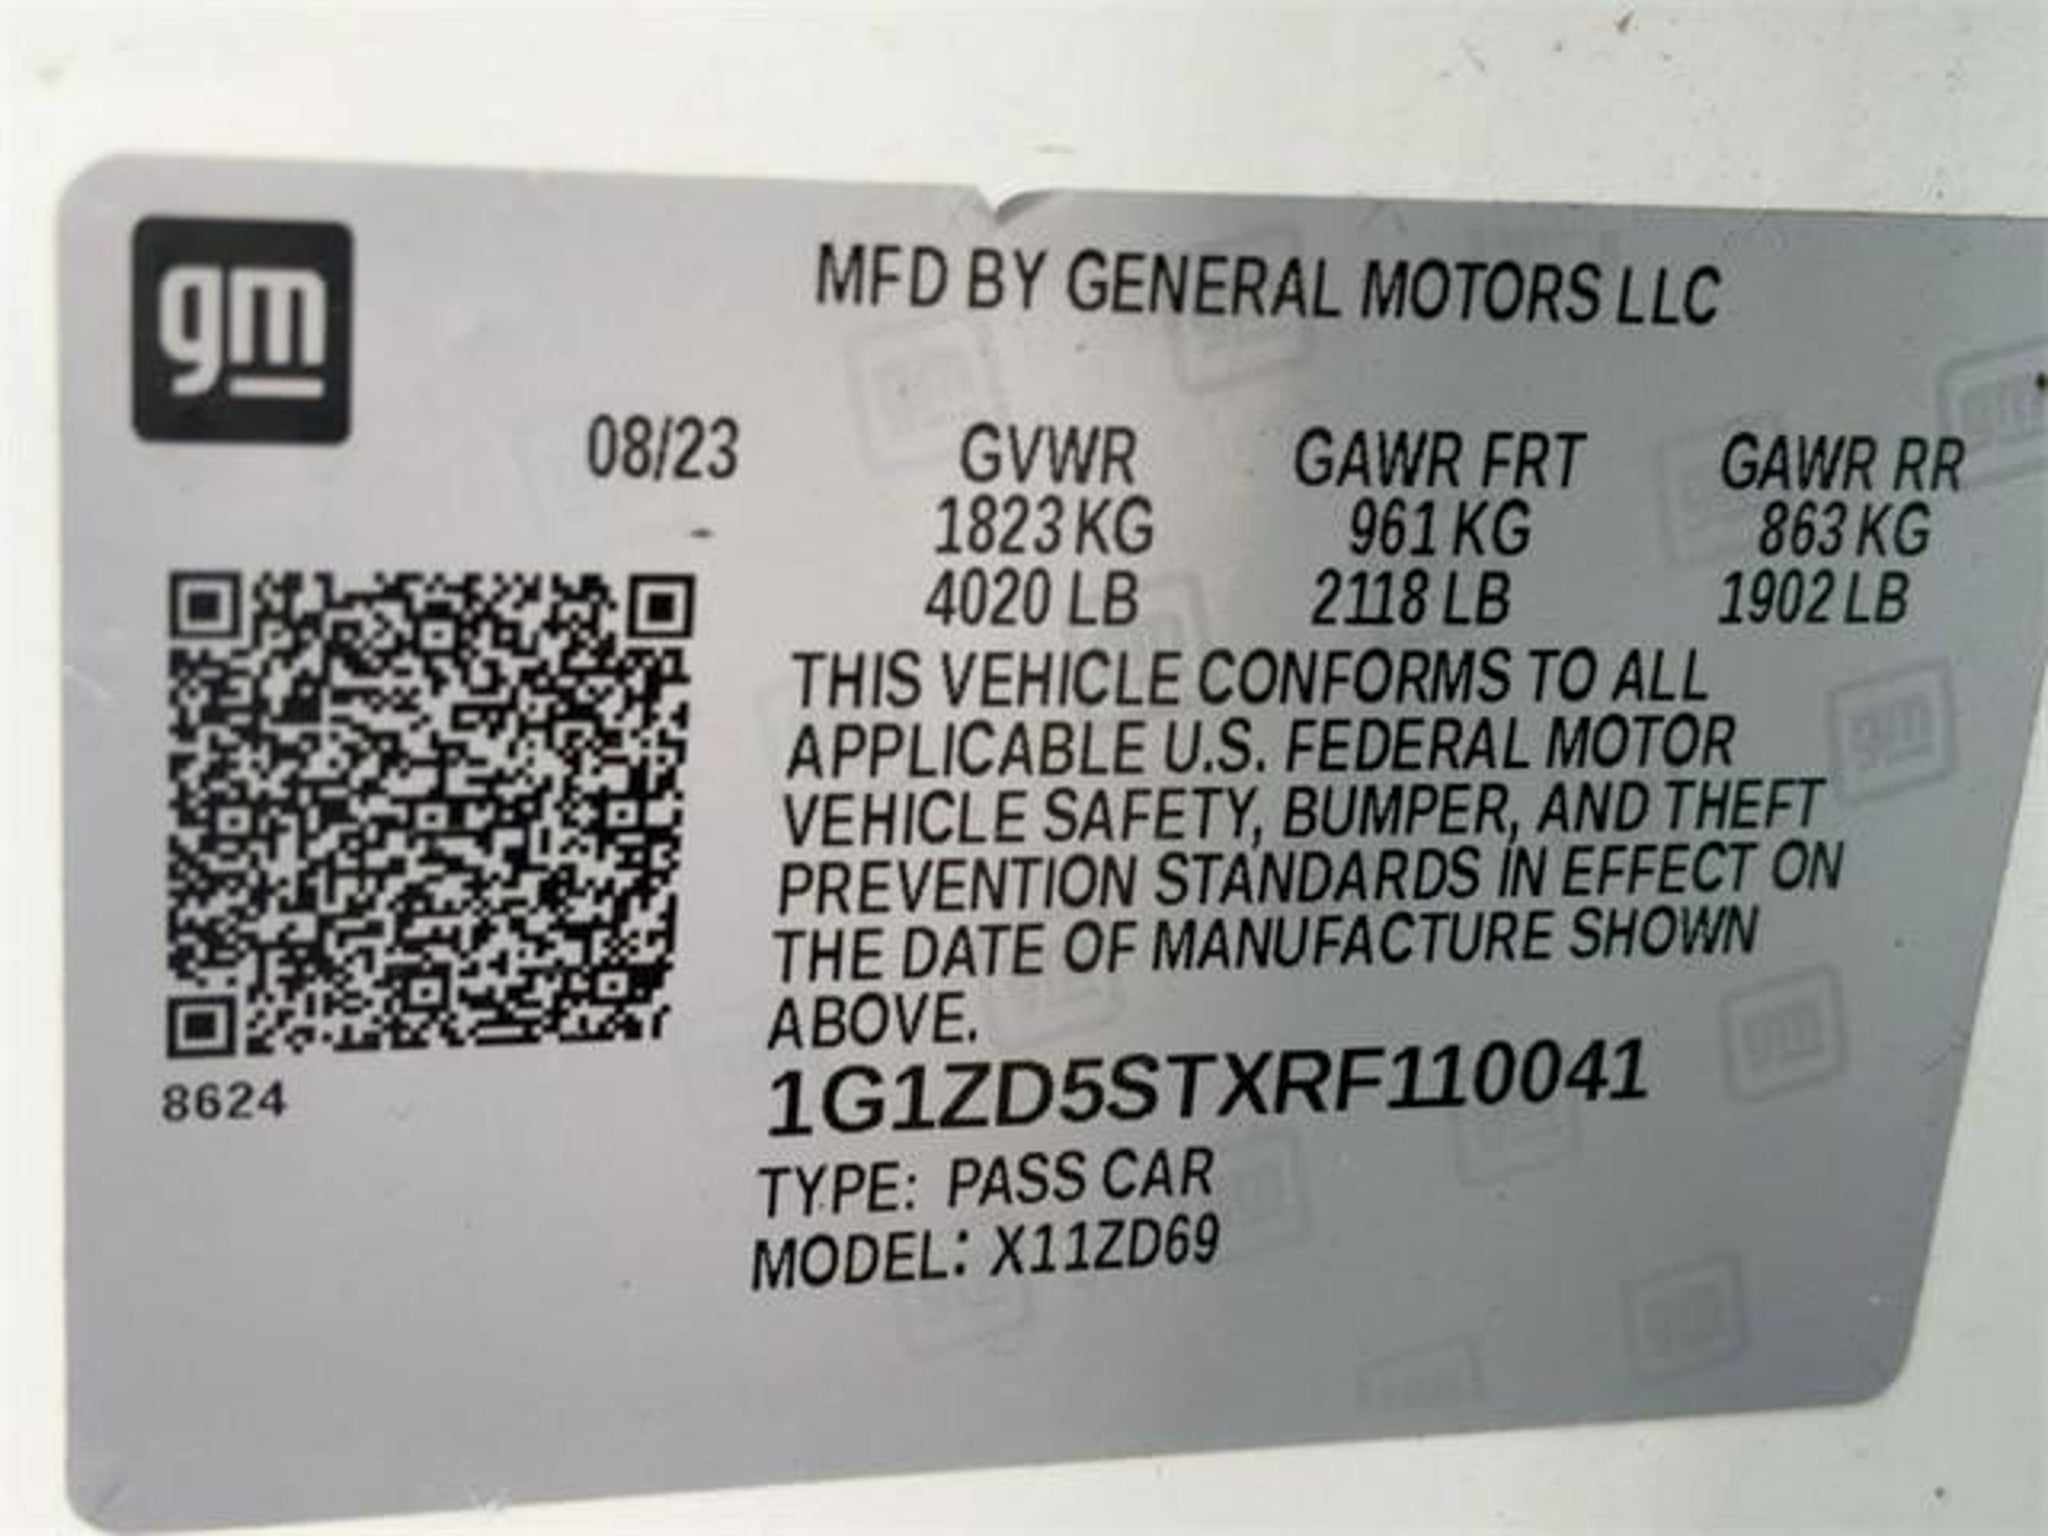 gm
MFD BY GENERAL MOTORS LLC
08/23 GVWR GAWR FRT GAWR RR
1823 KG 961 KG 863 KG
4020 LB 2118 LB 1902 LB
THIS VEHICLE CONFORMS TO ALL
APPLICABLE U.S. FEDERAL MOTOR
VEHICLE SAFETY, BUMPER, AND THEFT
PREVENTION STANDARDS IN EFFECT ON
THE DATE OF MANUFACTURE SHOWN
ABOVE.
8624
1G1ZD5STXRF110041
TYPE: PASS CAR
MODEL: X11ZD69